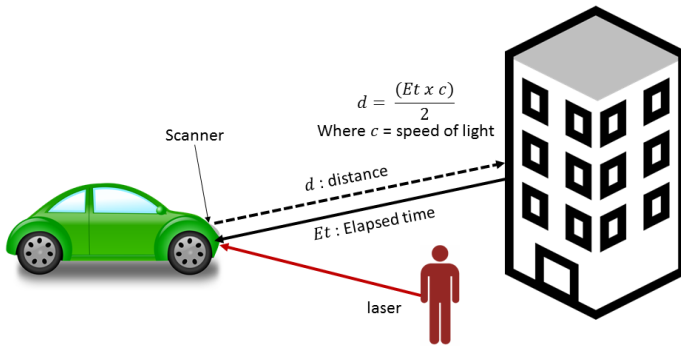 d = (Et x c) / 2
Where c = speed of light
Scanner
d : distance
Et : Elapsed time
laser